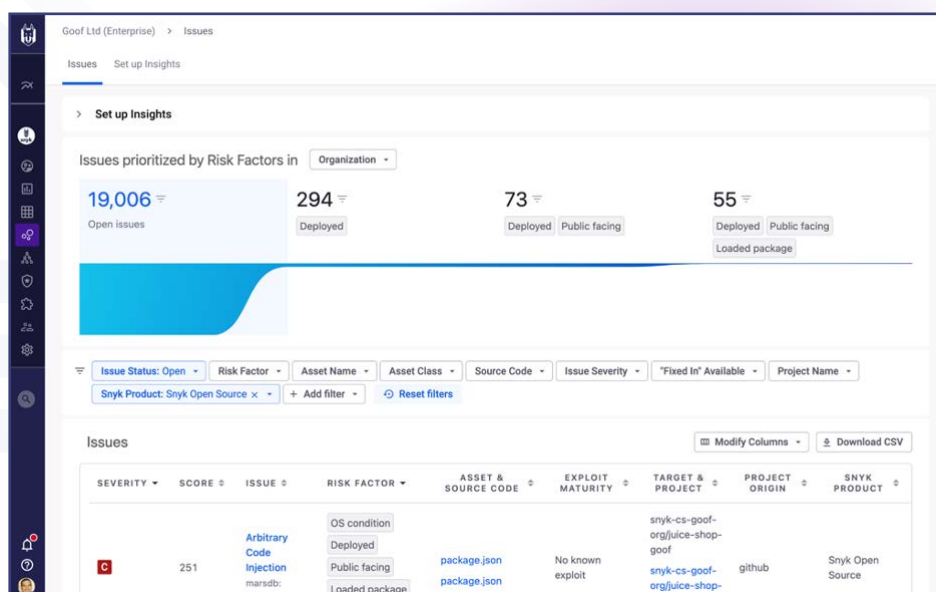 Goof Ltd (Enterprise) > Issues
Issues Set up Insights
> Set up Insights
Issues prioritized by Risk Factors in Organization
19,006 294 73 55
Open issues Deployed Deployed Public facing Deployed Public facing
Loaded package
Issue Status: Open Risk Factor Asset Name Asset Class Source Code Issue Severity "Fixed In" Available Project Name
Snyk Product: Snyk Open Source × + Add filter Reset filters
Issues Modify Columns Download CSV
SEVERITY SCORE ISSUE RISK FACTOR ASSET & SOURCE CODE EXPLOIT MATURITY TARGET & PROJECT PROJECT ORIGIN SNYK PRODUCT
C
251
Arbitrary
Code
Injection
marsdb:
OS condition
Deployed
Public facing
Loaded package
package.json
package.json
No known
exploit
snyk-cs-goof-
org/juice-shop-
goof
snyk-cs-goof-
org/juice-shop-
github
Snyk Open
Source